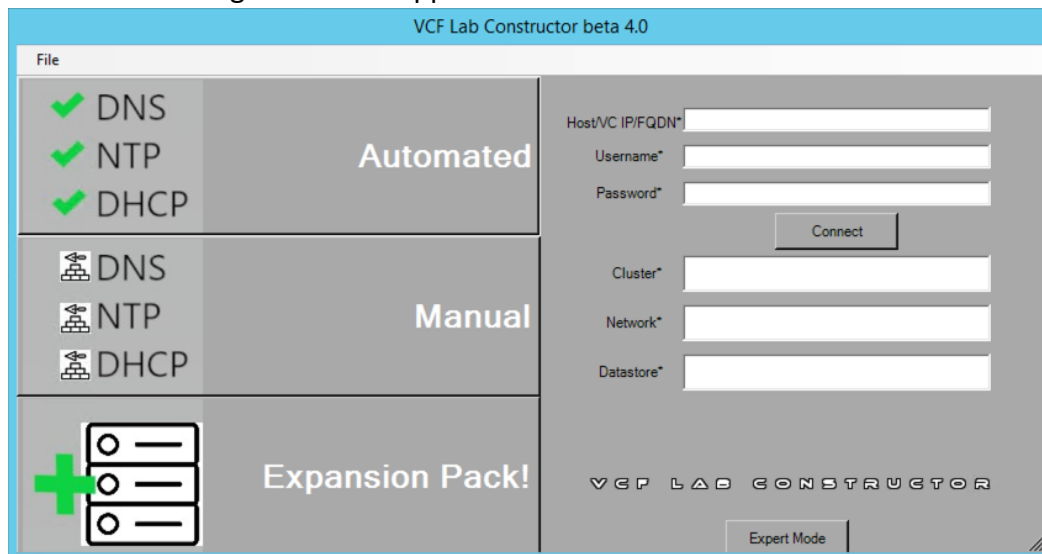 VCF Lab Constructor beta 4.0
File
DNS
NTP
DHCP
Automated
DNS
NTP
DHCP
Manual
Expansion Pack!
Host/VC IP/FQDN*
Username*
Password*
Connect
Cluster*
Network*
Datastore*
VCF LAB CONSTRUCTOR
Expert Mode